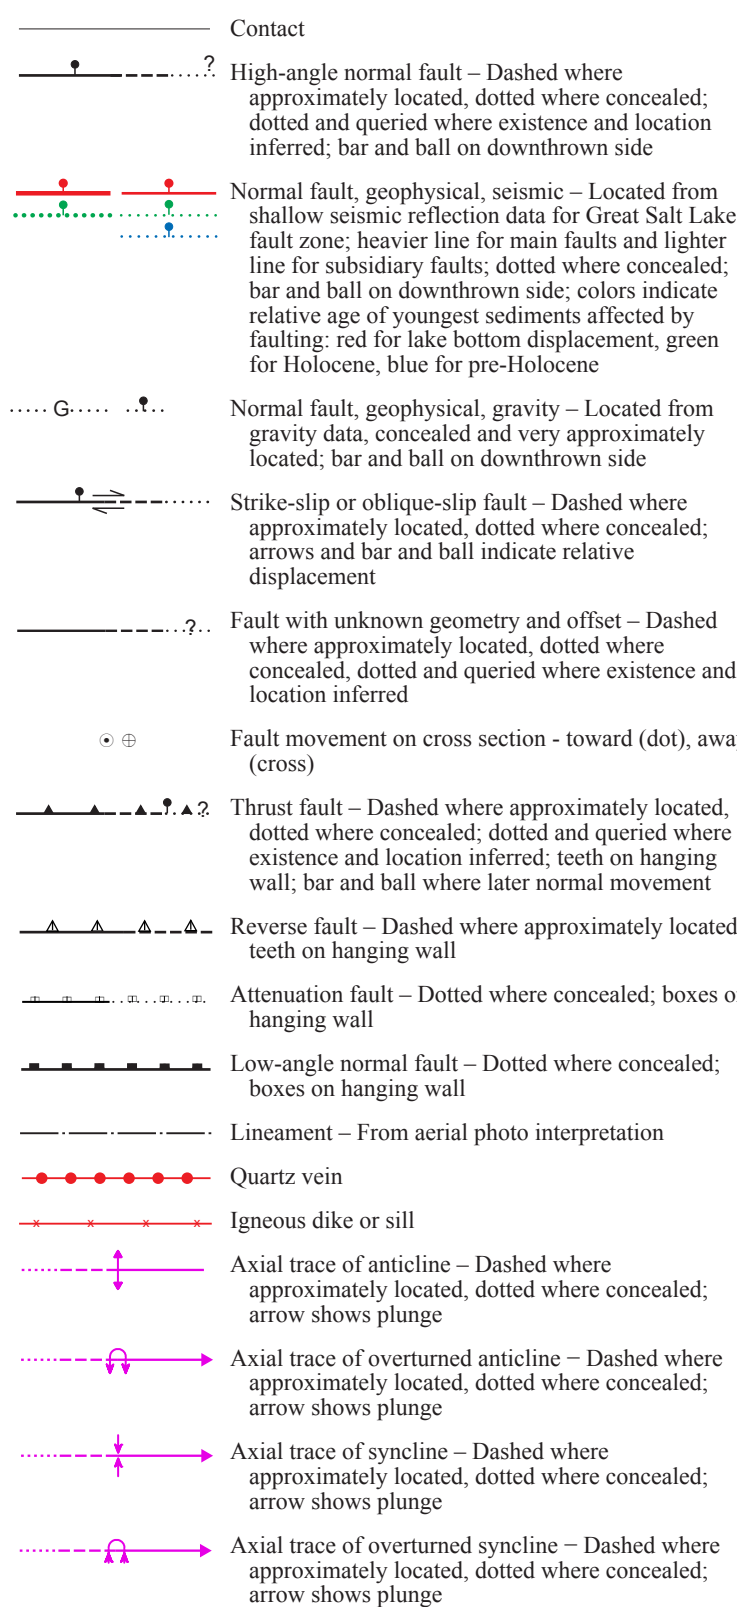 Contact
? High-angle normal fault – Dashed where
approximately located, dotted where concealed;
dotted and queried where existence and location
inferred; bar and ball on downthrown side
Normal fault, geophysical, seismic – Located from
shallow seismic reflection data for Great Salt Lake
fault zone; heavier line for main faults and lighter
line for subsidiary faults; dotted where concealed;
bar and ball on downthrown side; colors indicate
relative age of youngest sediments affected by
faulting: red for lake bottom displacement, green
for Holocene, blue for pre-Holocene
G Normal fault, geophysical, gravity – Located from
gravity data, concealed and very approximately
located; bar and ball on downthrown side
Strike-slip or oblique-slip fault – Dashed where
approximately located, dotted where concealed;
arrows and bar and ball indicate relative
displacement
? Fault with unknown geometry and offset – Dashed
where approximately located, dotted where
concealed, dotted and queried where existence and
location inferred
Fault movement on cross section - toward (dot), away
(cross)
? Thrust fault – Dashed where approximately located,
dotted where concealed; dotted and queried where
existence and location inferred; teeth on hanging
wall; bar and ball where later normal movement
Reverse fault – Dashed where approximately located
teeth on hanging wall
Attenuation fault – Dotted where concealed; boxes o
hanging wall
Low-angle normal fault – Dotted where concealed;
boxes on hanging wall
Lineament – From aerial photo interpretation
Quartz vein
x x x x Igneous dike or sill
Axial trace of anticline – Dashed where
approximately located, dotted where concealed;
arrow shows plunge
Axial trace of overturned anticline – Dashed where
approximately located, dotted where concealed;
arrow shows plunge
Axial trace of syncline – Dashed where
approximately located, dotted where concealed;
arrow shows plunge
Axial trace of overturned syncline – Dashed where
approximately located, dotted where concealed;
arrow shows plunge